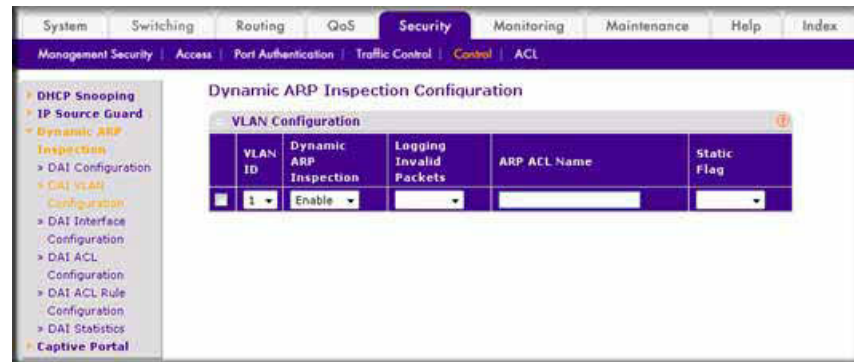 System Switching Routing QoS Security Monitoring Maintenance Help Index
Management Security Access Port Authentication Traffic Control Control ACL
DHCP Snooping
IP Source Guard
Dynamic ARP
Inspection
DAI Configuration
DAI VLAN
Configuration
DAI Interface
Configuration
DAI ACL
Configuration
DAI ACL Rule
Configuration
DAI Statistics
Captive Portal
Dynamic ARP Inspection Configuration
VLAN Configuration
VLAN ID Dynamic ARP Inspection Logging Invalid Packets ARP ACL Name Static Flag
1 Enable